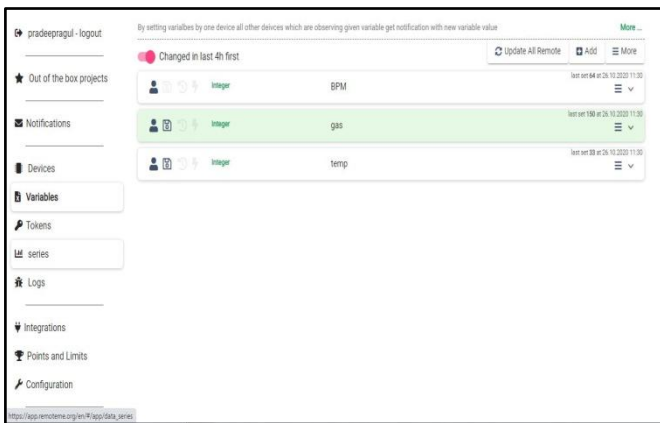 pradeepragul - logout
By setting varialbes by one device all other deivces which are observing given variable get notification with new variable value
More ...
Changed in last 4h first
Update All Remote
Add
More
Out of the box projects
Notifications
Devices
Variables
Tokens
series
Logs
Integrations
Points and Limits
Configuration
Integer
BPM
last set 64 at 26.10.2020 11:30
Integer
gas
last set 150 at 26.10.2020 11:30
Integer
temp
last set 33 at 26.10.2020 11:30
https://app.remoteme.org/en/#/app/data_series